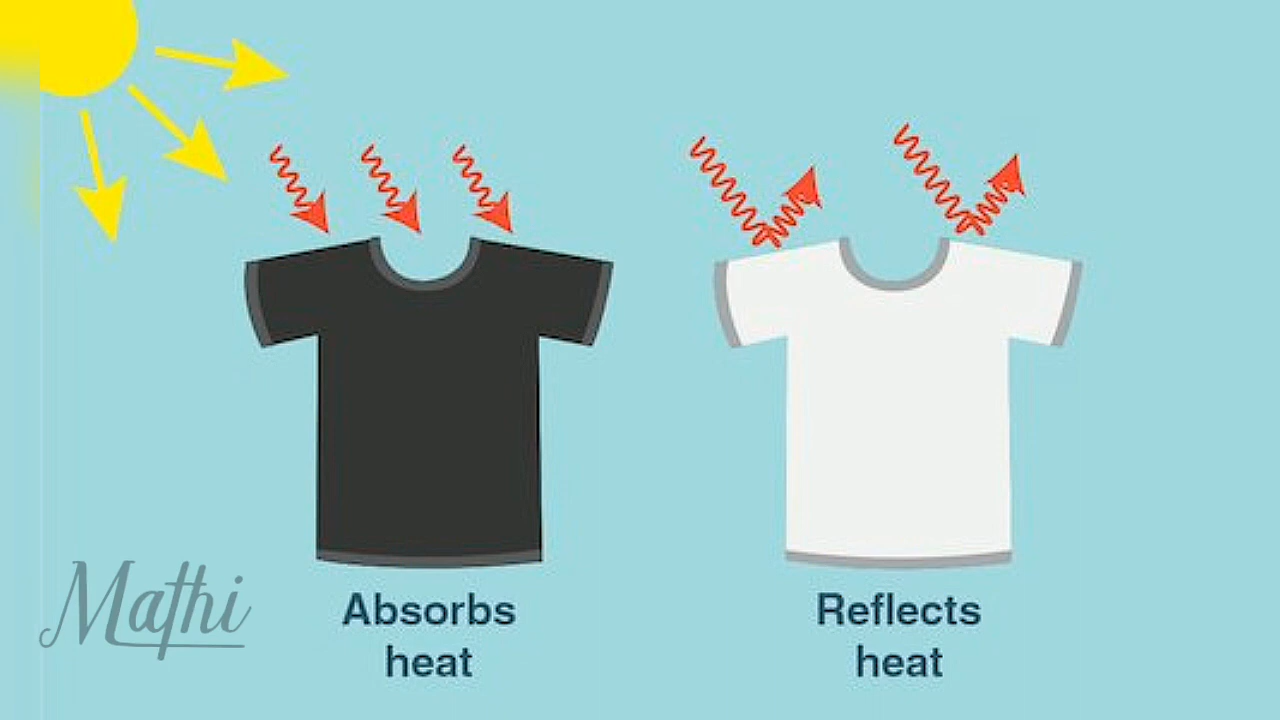 Absorbs
heat
Reflects
heat
Mathi